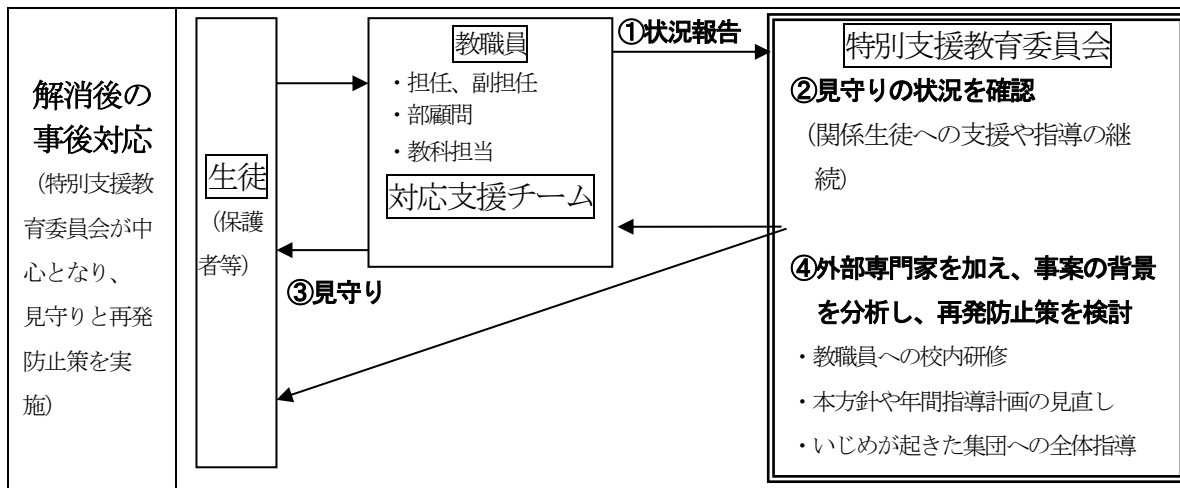 解消後の
事後対応
(特別支援教
育委員会が中
心となり、
見守りと再発
防止策を実
施)
生徒
(保護
者等)
教職員
・担任、副担任
・部顧問
・教科担当
対応支援チーム
①状況報告
③見守り
特別支援教育委員会
②見守りの状況を確認
(関係生徒への支援や指導の継
続)
④外部専門家を加え、事案の背景
を分析し、再発防止策を検討
・教職員への校内研修
・本方針や年間指導計画の見直し
・いじめが起きた集団への全体指導